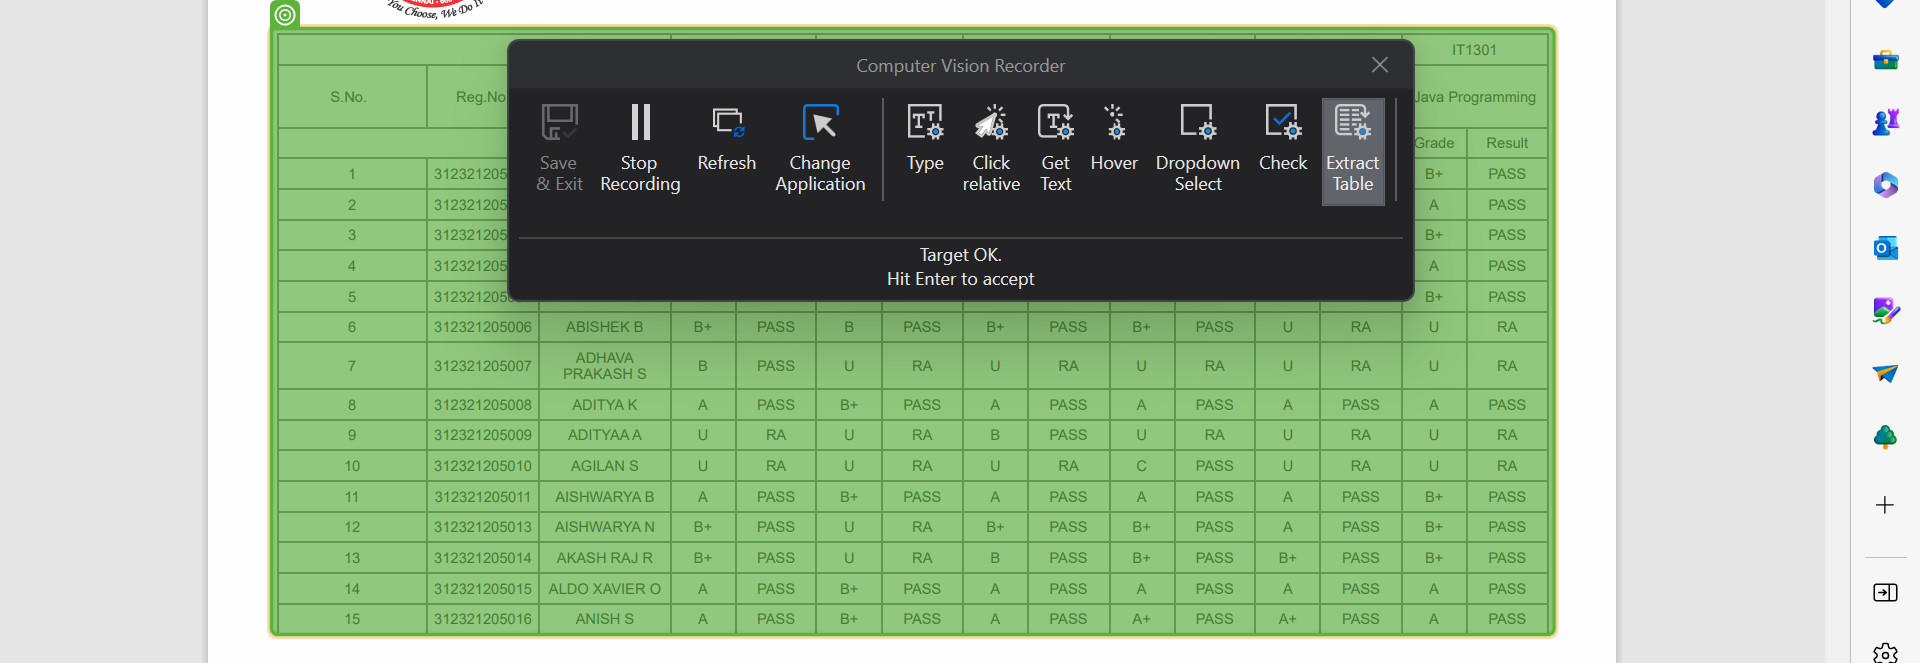 You Choose, We Do It
IT1301
S.No. Reg.No Java Programming
Grade Result
1 312321205 B+ PASS
2 312321205 A PASS
3 312321205 B+ PASS
4 312321205 A PASS
5 312321205 B+ PASS
6 312321205006 ABISHEK B B+ PASS B PASS B+ PASS B+ PASS U RA U RA
7 312321205007 ADHAVA PRAKASH S B PASS U RA U RA U RA U RA U RA
8 312321205008 ADITYA K A PASS B+ PASS A PASS A PASS A PASS A PASS
9 312321205009 ADITYAA A U RA U RA B PASS U RA U RA U RA
10 312321205010 AGILAN S U RA U RA U RA C PASS U RA U RA
11 312321205011 AISHWARYA B A PASS B+ PASS A PASS A PASS A PASS B+ PASS
12 312321205013 AISHWARYA N B+ PASS U RA B+ PASS B+ PASS A PASS B+ PASS
13 312321205014 AKASH RAJ R B+ PASS U RA B PASS B+ PASS B+ PASS B+ PASS
14 312321205015 ALDO XAVIER O A PASS B+ PASS A PASS A PASS A PASS A PASS
15 312321205016 ANISH S A PASS B+ PASS A PASS A+ PASS A+ PASS A PASS
Computer Vision Recorder
Save & Exit
Stop Recording
Refresh
Change Application
Type
Click relative
Get Text
Hover
Dropdown Select
Check
Extract Table
Target OK.
Hit Enter to accept